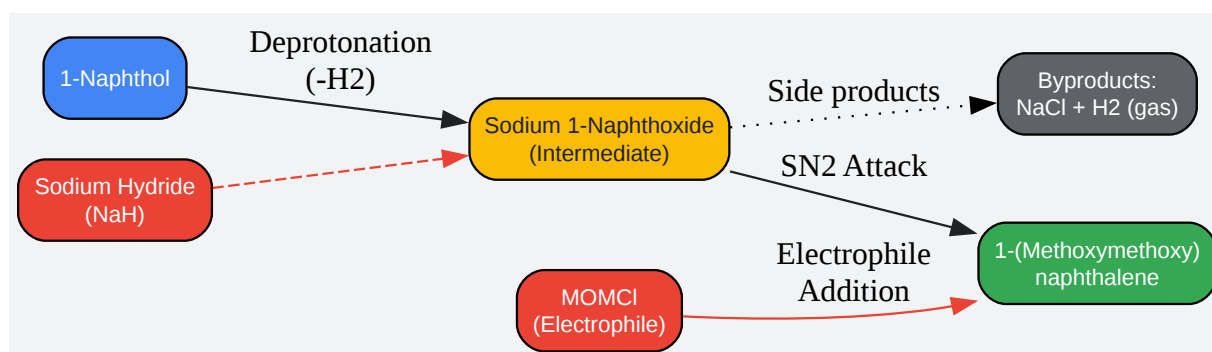 1-Naphthol
Deprotonation
(-H2)
Sodium Hydride
(NaH)
Sodium 1-Naphthoxide
(Intermediate)
Side products
Byproducts:
NaCl + H2 (gas)
SN2 Attack
1-(Methoxymethoxy)
naphthalene
Electrophile
Addition
MOMCl
(Electrophile)